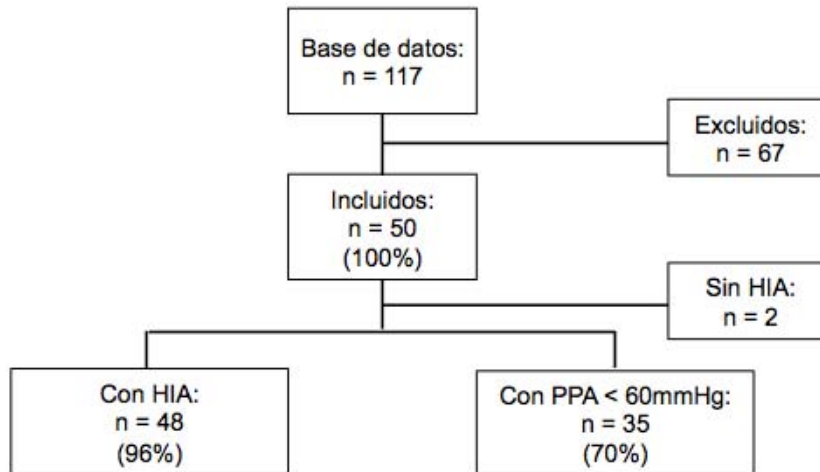 Base de datos:
n = 117
Excluidos:
n = 67
Incluidos:
n = 50
(100%)
Sin HIA:
n = 2
Con HIA:
n = 48
(96%)
Con PPA < 60mmHg:
n = 35
(70%)